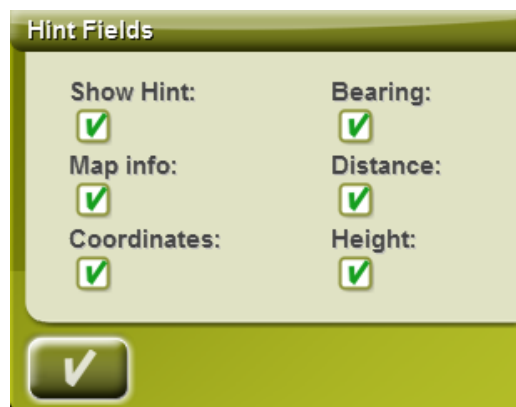 Hint Fields
Show Hint:
Bearing:
Map info:
Distance:
Coordinates:
Height: